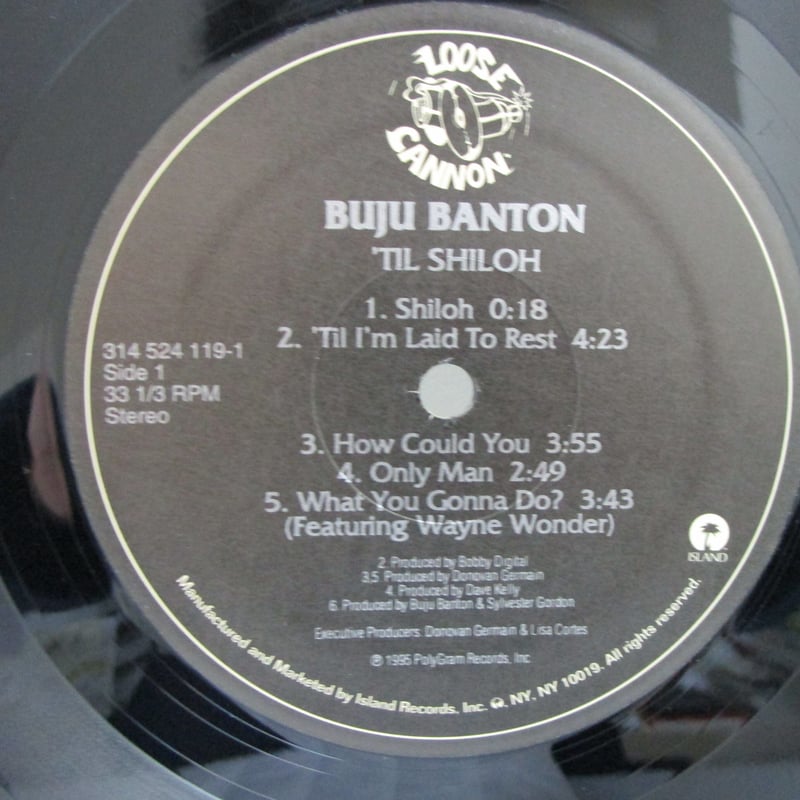 LOOSE
CANNON
BUJU BANTON
'TIL SHILOH
1. Shiloh 0:18
2. 'Til I'm Laid To Rest 4:23
314 524 119-1
Side 1
33 1/3 RPM
Stereo
3. How Could You 3:55
4. Only Man 2:49
5. What You Gonna Do? 3:43
(Featuring Wayne Wonder)
ISLAND
2. Produced by Bobby Digital
3,5 Produced by Donovan Germain
4. Produced by Dave Kelly
6. Produced by Buju Banton & Sylvester Gordon
Executive Producers: Donovan Germain & Lisa Cortes
℗ 1995 PolyGram Records, Inc
Manufactured and Marketed by Island Records, Inc. NY, NY 10019. All rights reserved.